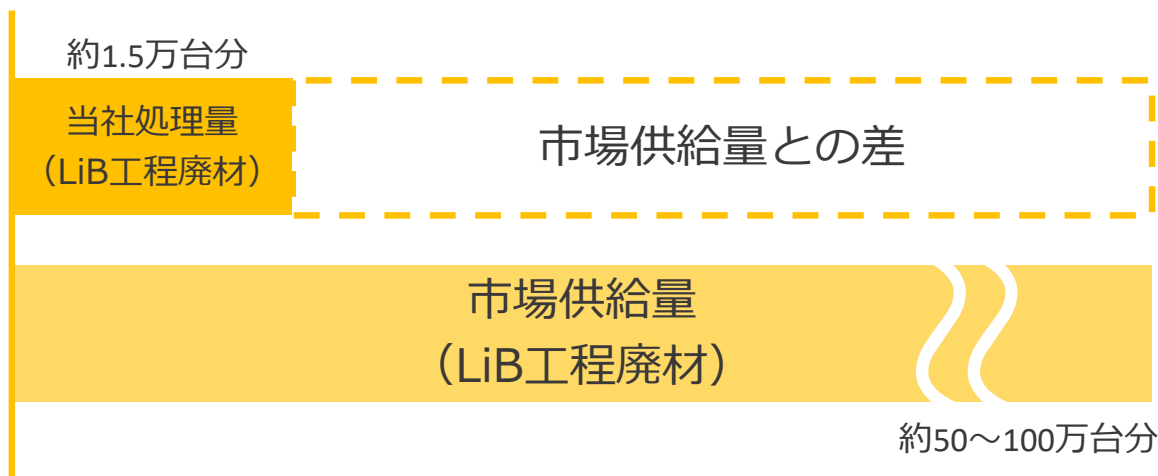 約1.5万台分
当社処理量
（LiB工程廃材）
市場供給量との差
市場供給量
（LiB工程廃材）
約50～100万台分